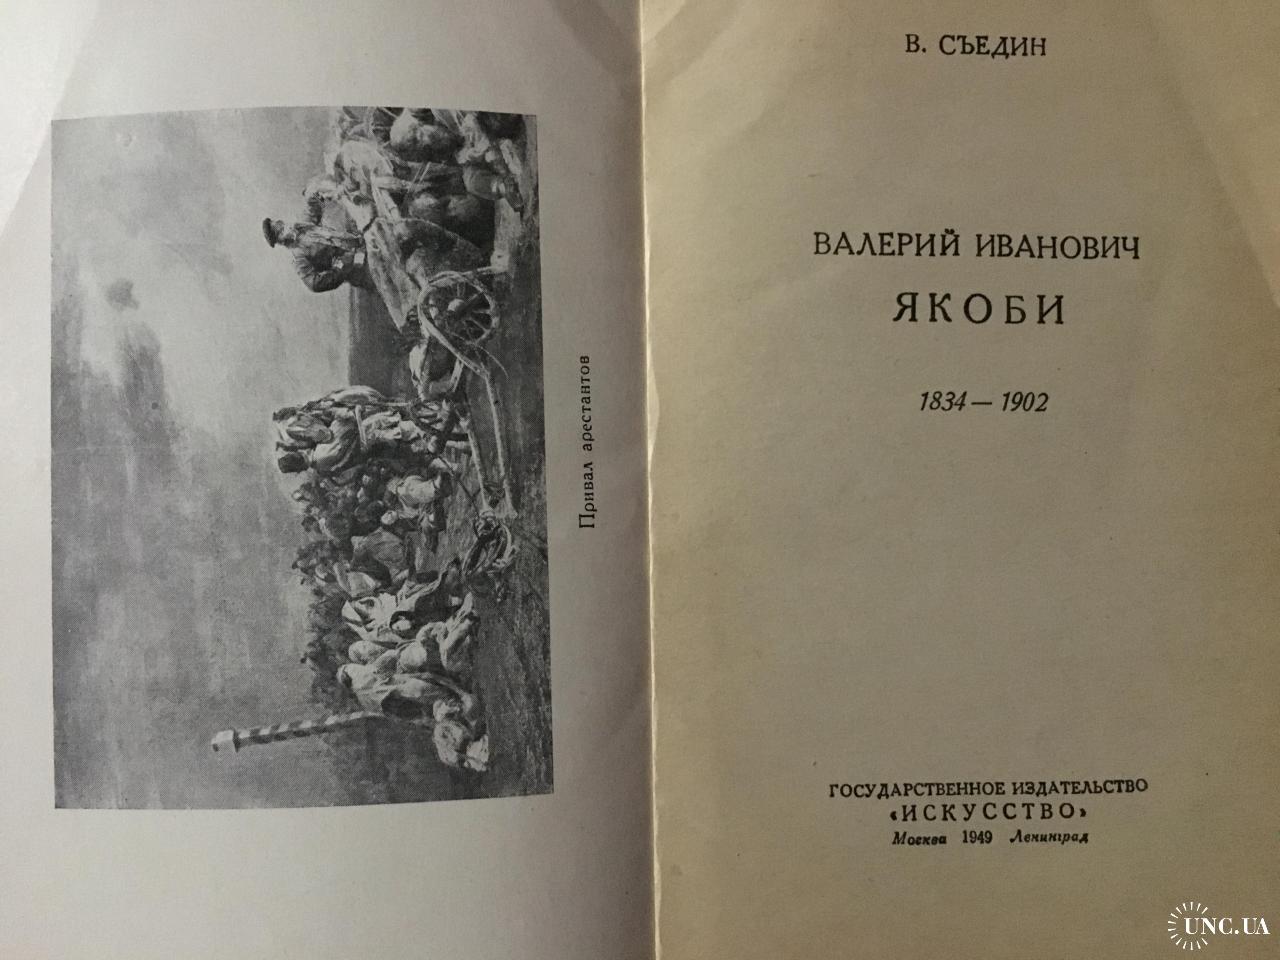 Привал арестантов
В. СЪЕДИН
ВАЛЕРИЙ ИВАНОВИЧ
ЯКОБИ
1834 — 1902
ГОСУДАРСТВЕННОЕ ИЗДАТЕЛЬСТВО
«ИСКУССТВО»
Москва 1949 Ленинград
UNC.UA